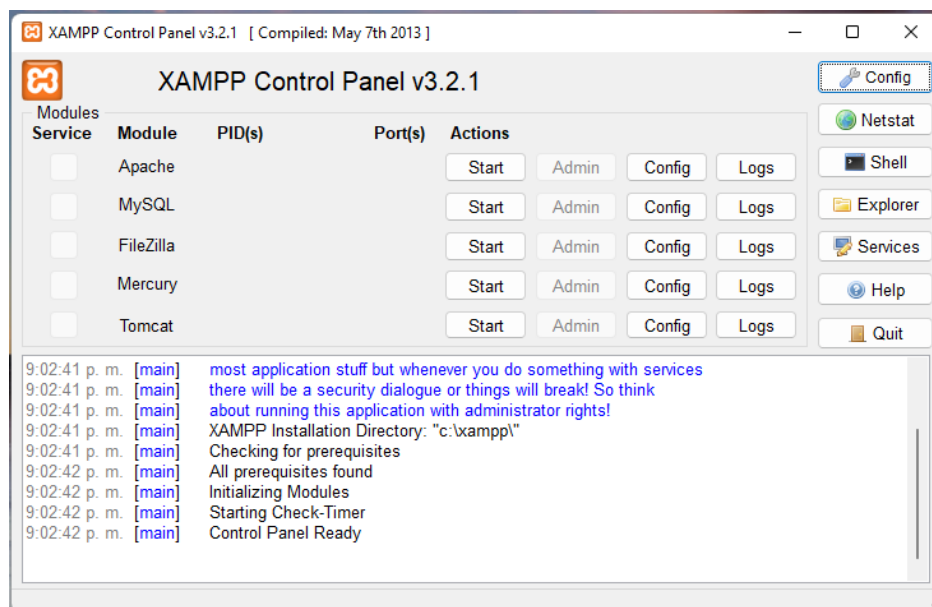 XAMPP Control Panel v3.2.1 [ Compiled: May 7th 2013 ]
XAMPP Control Panel v3.2.1
Config
Modules
Netstat
Service Module PID(s) Port(s) Actions
Apache Start Admin Config Logs
Shell
MySQL Start Admin Config Logs
Explorer
FileZilla Start Admin Config Logs
Services
Mercury Start Admin Config Logs
Help
Tomcat Start Admin Config Logs
Quit
9:02:41 p. m. [main] most application stuff but whenever you do something with services
9:02:41 p. m. [main] there will be a security dialogue or things will break! So think
9:02:41 p. m. [main] about running this application with administrator rights!
9:02:41 p. m. [main] XAMPP Installation Directory: "c:\xampp\"
9:02:41 p. m. [main] Checking for prerequisites
9:02:42 p. m. [main] All prerequisites found
9:02:42 p. m. [main] Initializing Modules
9:02:42 p. m. [main] Starting Check-Timer
9:02:42 p. m. [main] Control Panel Ready